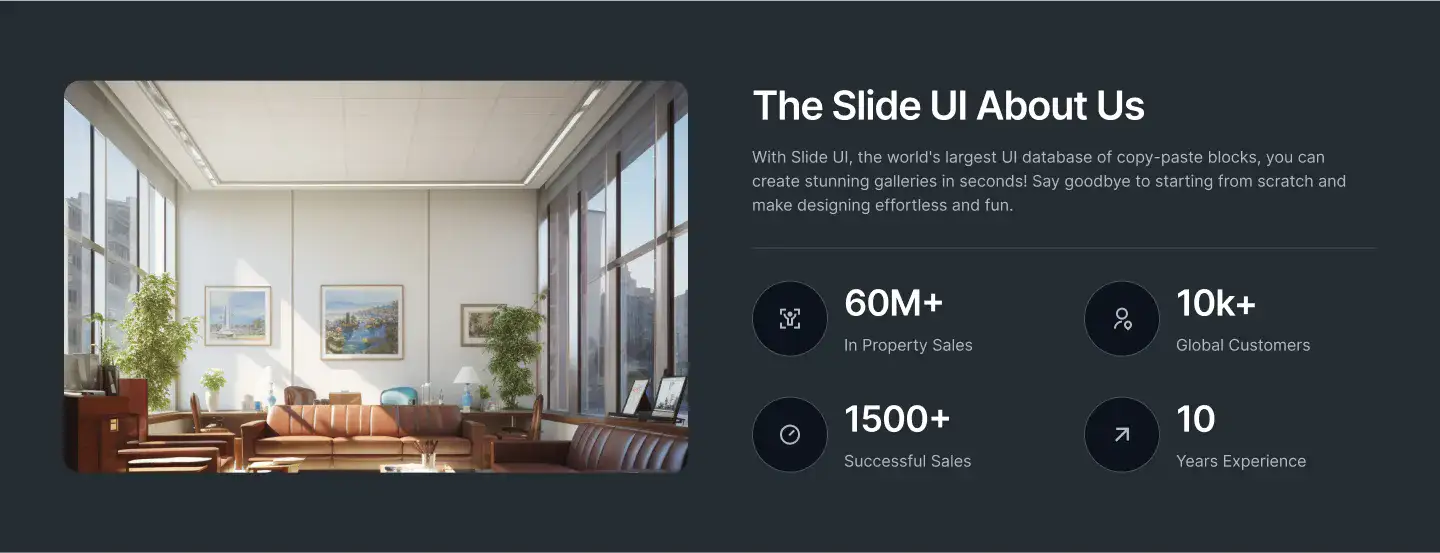 The Slide UI About Us
With Slide UI, the world's largest UI database of copy-paste blocks, you can
create stunning galleries in seconds! Say goodbye to starting from scratch and
make designing effortless and fun.
60M+
In Property Sales
10k+
Global Customers
1500+
Successful Sales
10
Years Experience